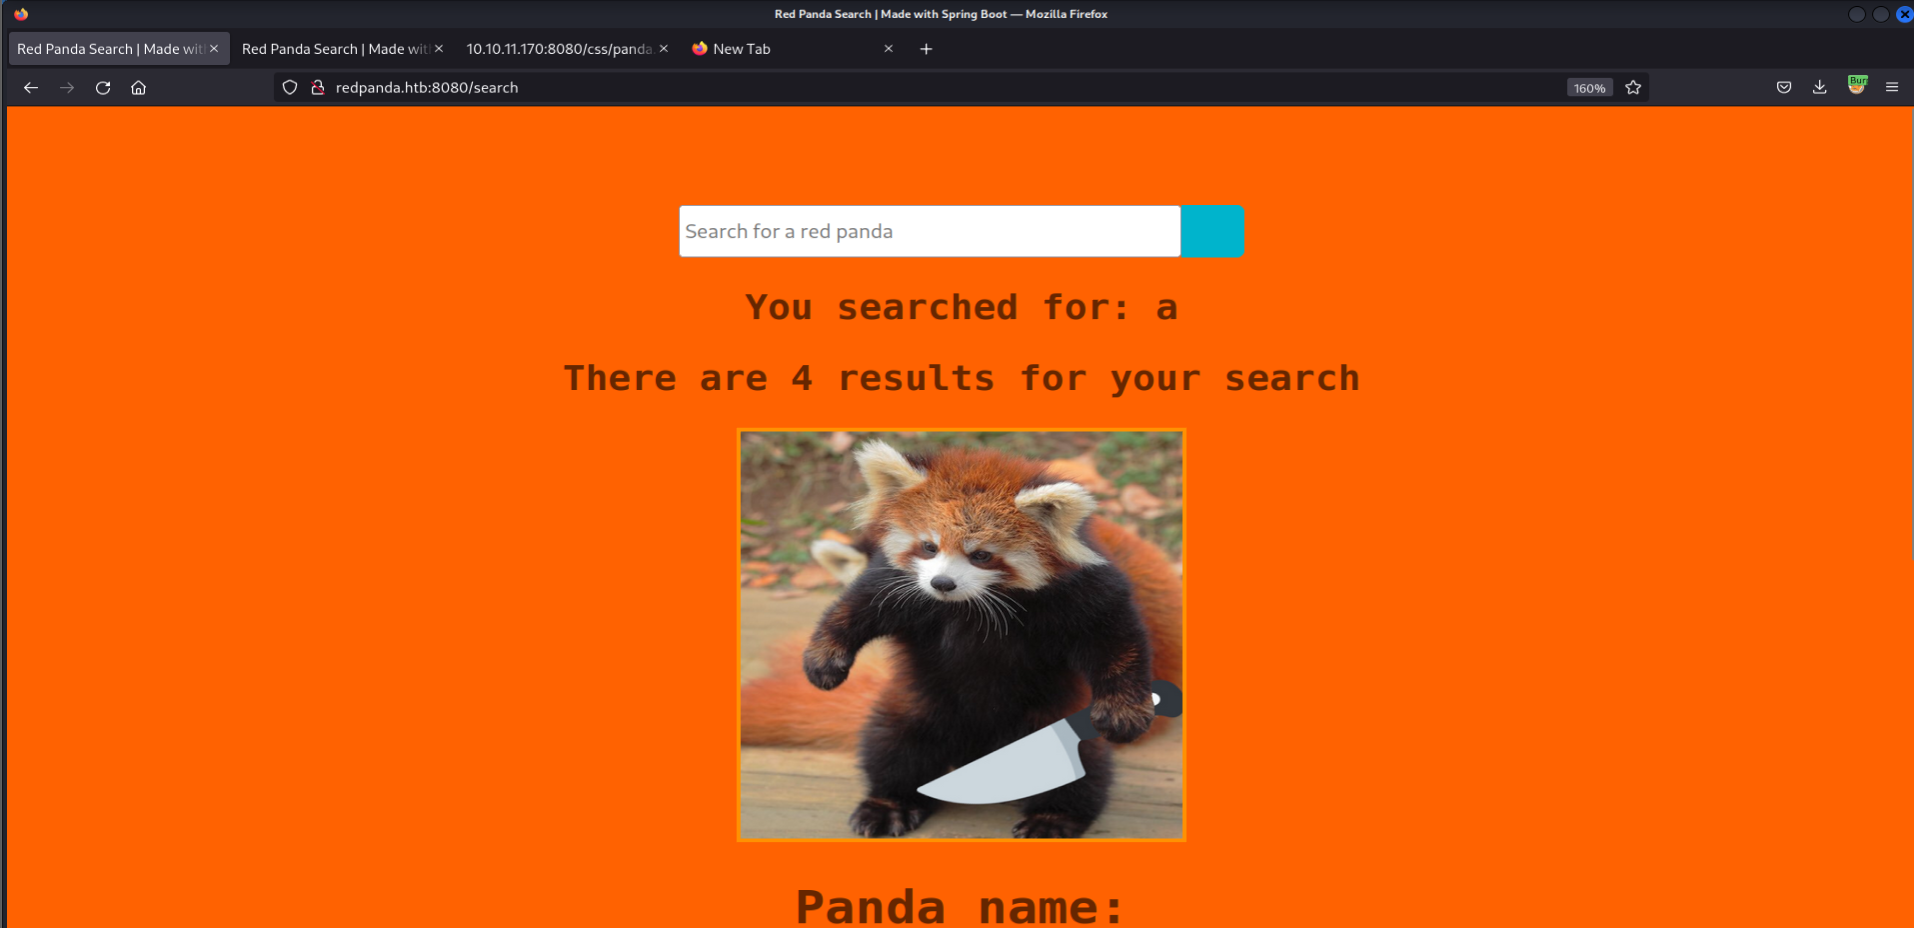 Red Panda Search | Made with Spring Boot — Mozilla Firefox
Red Panda Search | Made wit
Red Panda Search | Made wit
10.10.11.170:8080/css/panda.
New Tab
redpanda.htb:8080/search
160%
Burp
Search for a red panda
You searched for: a
There are 4 results for your search
Panda name: